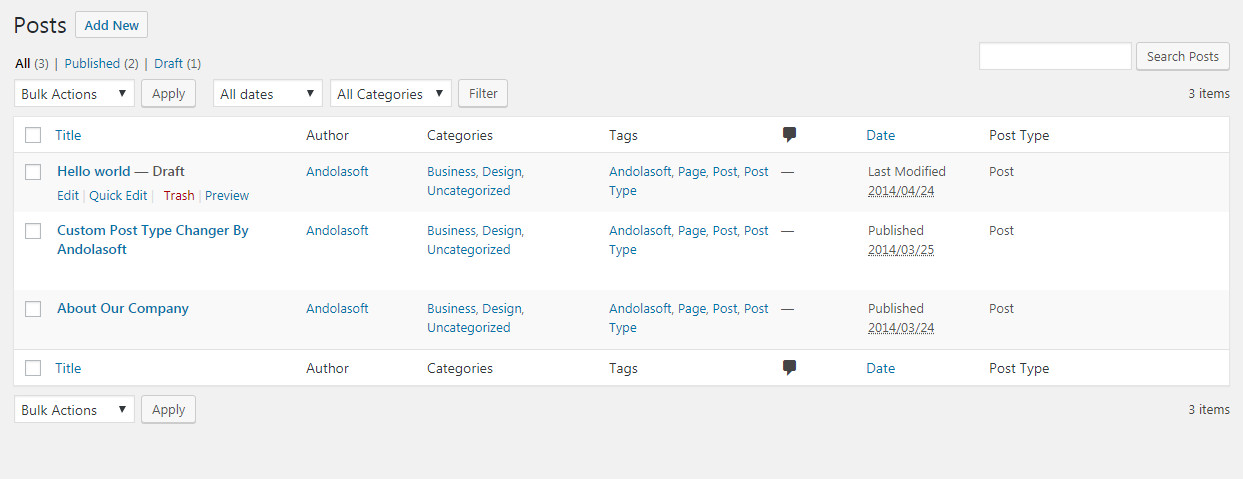 Posts Add New
All (3) | Published (2) | Draft (1)
Search Posts
Bulk Actions Apply All dates All Categories Filter 3 items
Title Author Categories Tags Date Post Type
Hello world — Draft Andolasoft Business, Design, Andolasoft, Page, Post, Post — Last Modified Post
Uncategorized Type 2014/04/24
Edit | Quick Edit | Trash | Preview
Custom Post Type Changer By Andolasoft Business, Design, Andolasoft, Page, Post, Post — Published Post
Andolasoft Uncategorized Type 2014/03/25
About Our Company Andolasoft Business, Design, Andolasoft, Page, Post, Post — Published Post
Uncategorized Type 2014/03/24
Title Author Categories Tags Date Post Type
Bulk Actions Apply 3 items